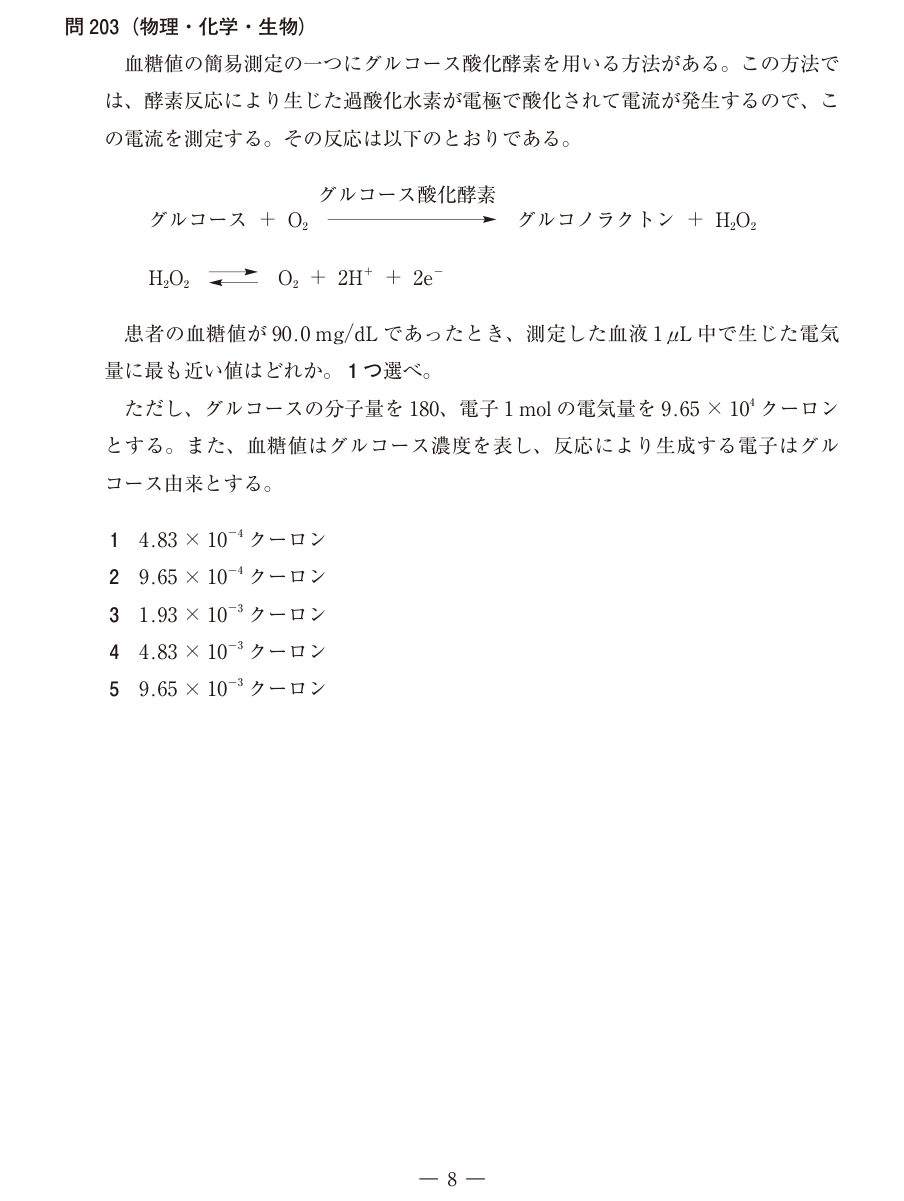 問 203（物理・化学・生物）
血糖値の簡易測定の一つにグルコース酸化酵素を用いる方法がある。この方法で
は、酵素反応により生じた過酸化水素が電極で酸化されて電流が発生するので、こ
の電流を測定する。その反応は以下のとおりである。
グルコース酸化酵素
グルコース ＋ O₂ ⟶ グルコノラクトン ＋ H₂O₂
H₂O₂ ⇄ O₂ ＋ 2H⁺ ＋ 2e⁻
患者の血糖値が 90.0 mg/dL であったとき、測定した血液 1 μL 中で生じた電気
量に最も近い値はどれか。1つ選べ。
ただし、グルコースの分子量を 180、電子 1 mol の電気量を 9.65 × 10⁴ クーロン
とする。また、血糖値はグルコース濃度を表し、反応により生成する電子はグル
コース由来とする。
1 4.83 × 10⁻⁴ クーロン
2 9.65 × 10⁻⁴ クーロン
3 1.93 × 10⁻³ クーロン
4 4.83 × 10⁻³ クーロン
5 9.65 × 10⁻³ クーロン
— 8 —